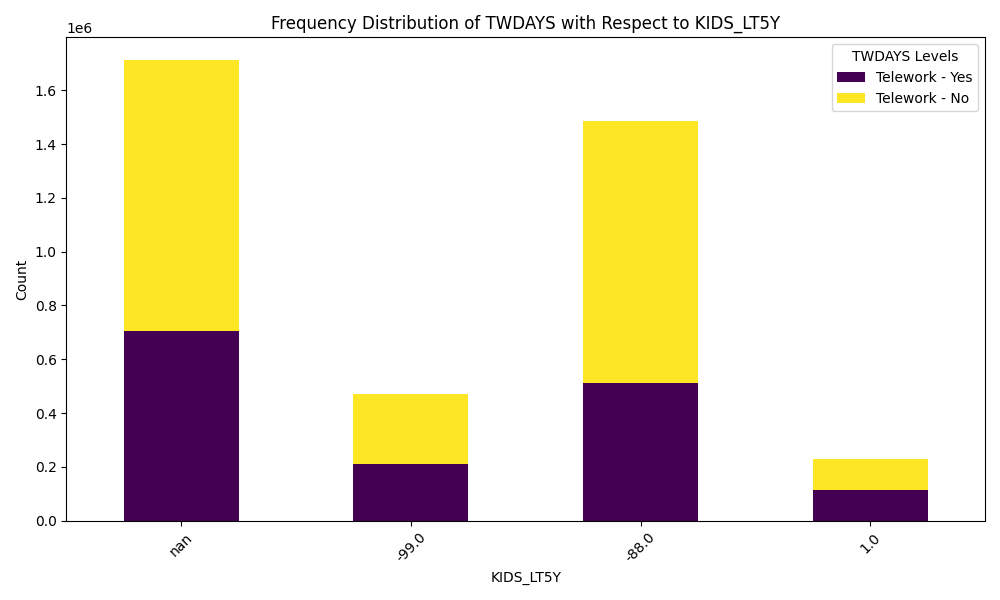 Frequency Distribution of TWDAYS with Respect to KIDS_LT5Y
1e6
TWDAYS Levels
Telework - Yes
Telework - No
1.6
1.4
1.2
1.0
0.8
0.6
0.4
0.2
0.0
Count
nan
-99.0
-88.0
1.0
KIDS_LT5Y